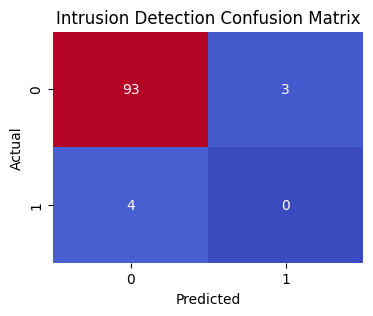 Intrusion Detection Confusion Matrix
Actual
0
93
3
1
4
0
0
1
Predicted